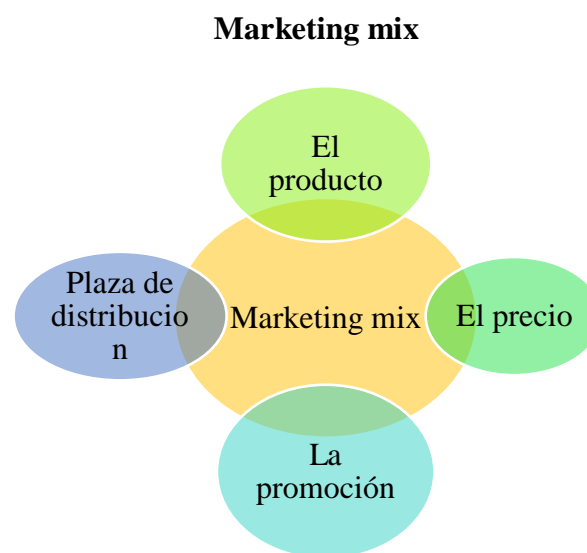 Marketing mix
El
producto
Plaza de
distribucio
n
Marketing mix
El precio
La
promoción